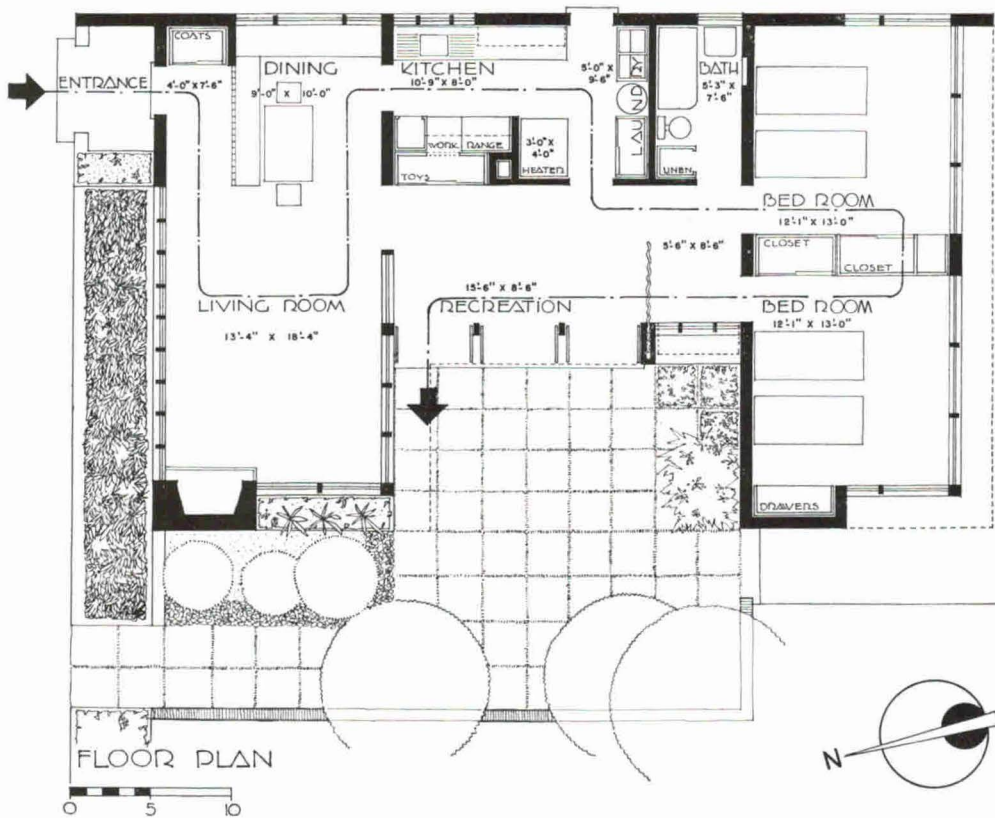 COATS
ENTRANCE
4'-0" X 7'-6"
DINING
9'-0" X 10'-0"
KITCHEN
10'-9" X 8'-0"
5'-0" X
9'-6"
LAUNDRY
BATH
5'-3" X
7'-6"
WORK
RANGE
3'-0" X
4'-0"
HEATER
TOYS
LINEN
BED ROOM
12'-1" X 13'-0"
5'-6" X 8'-6"
CLOSET
CLOSET
LIVING ROOM
13'-4" X 18'-4"
15'-6" X 8'-6"
RECREATION
BED ROOM
12'-1" X 13'-0"
DRAWERS
FLOOR PLAN
0 5 10
N